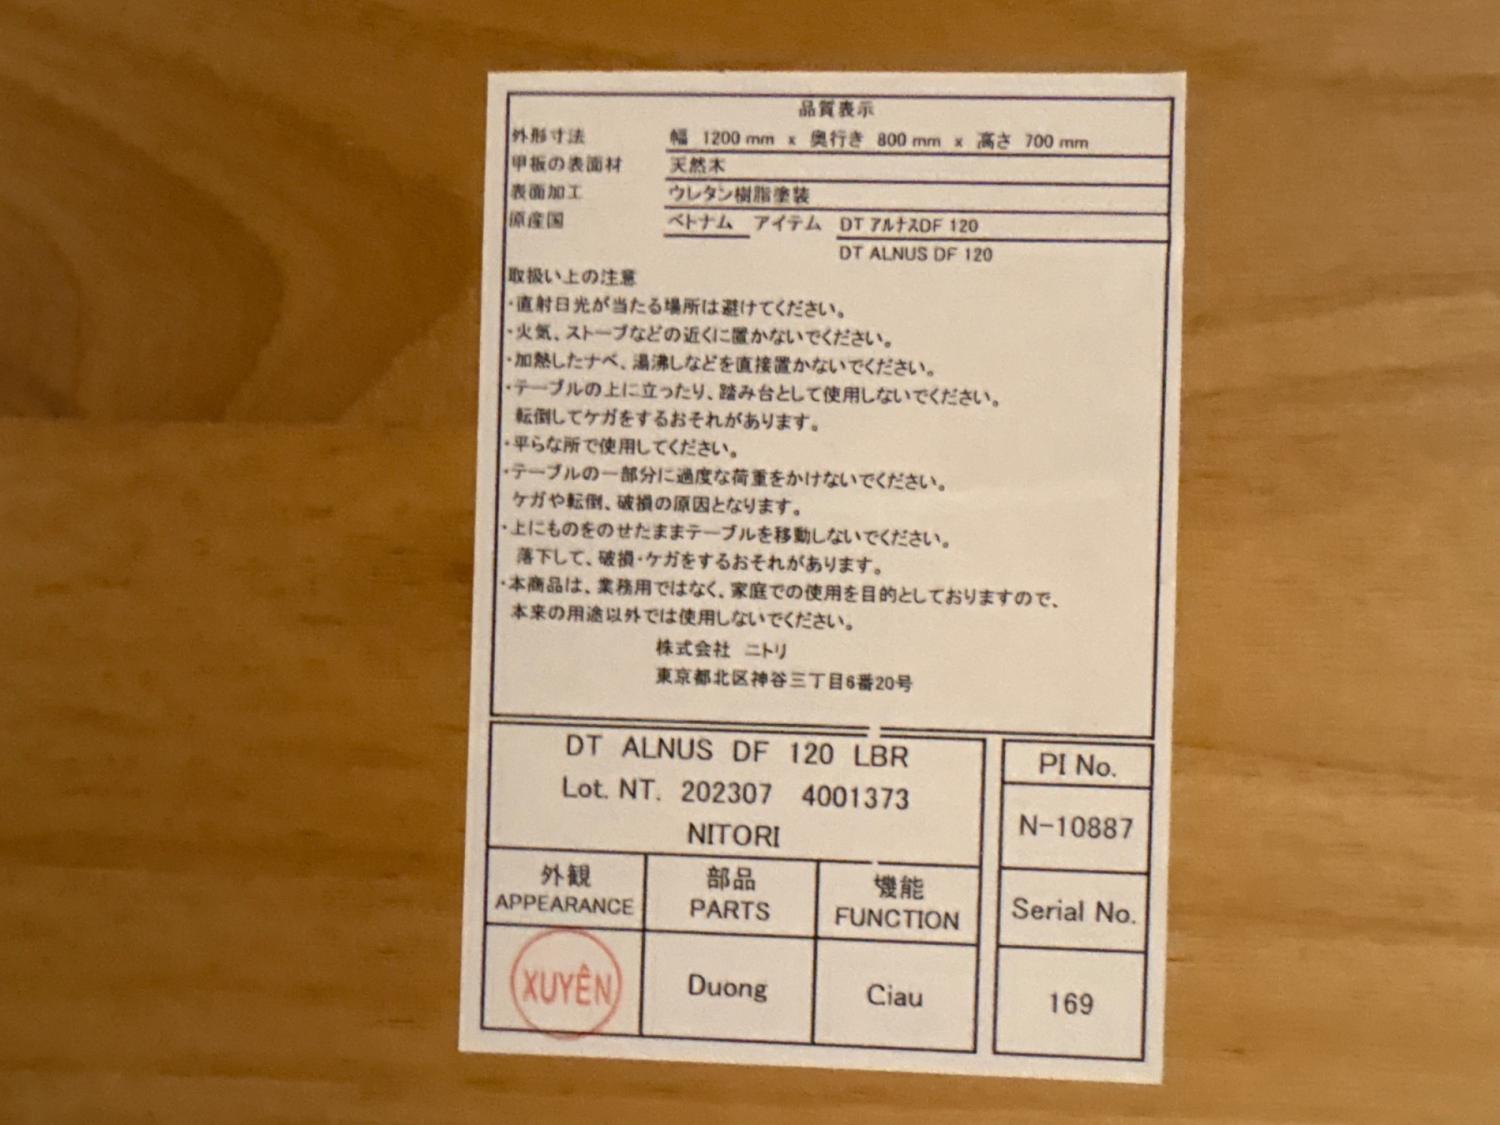 品質表示
外形寸法 幅 1200 mm x 奥行き 800 mm x 高さ 700 mm
甲板の表面材 天然木
表面加工 ウレタン樹脂塗装
原産国 ベトナム アイテム DT アルナスDF 120
DT ALNUS DF 120
取扱い上の注意
・直射日光が当たる場所は避けてください。
・火気、ストーブなどの近くに置かないでください。
・加熱したナベ、湯沸しなどを直接置かないでください。
・テーブルの上に立ったり、踏み台として使用しないでください。
転倒してケガをするおそれがあります。
・平らな所で使用してください。
・テーブルの一部分に過度な荷重をかけないでください。
ケガや転倒、破損の原因となります。
・上にものをのせたままテーブルを移動しないでください。
落下して、破損・ケガをするおそれがあります。
・本商品は、業務用ではなく、家庭での使用を目的としておりますので、
本来の用途以外では使用しないでください。
株式会社 ニトリ
東京都北区神谷三丁目6番20号
DT ALNUS DF 120 LBR
Lot. NT. 202307 4001373
NITORI
外観 部品 機能
APPEARANCE PARTS FUNCTION
XUYÊN Duong Ciau
PI No.
N-10887
Serial No.
169